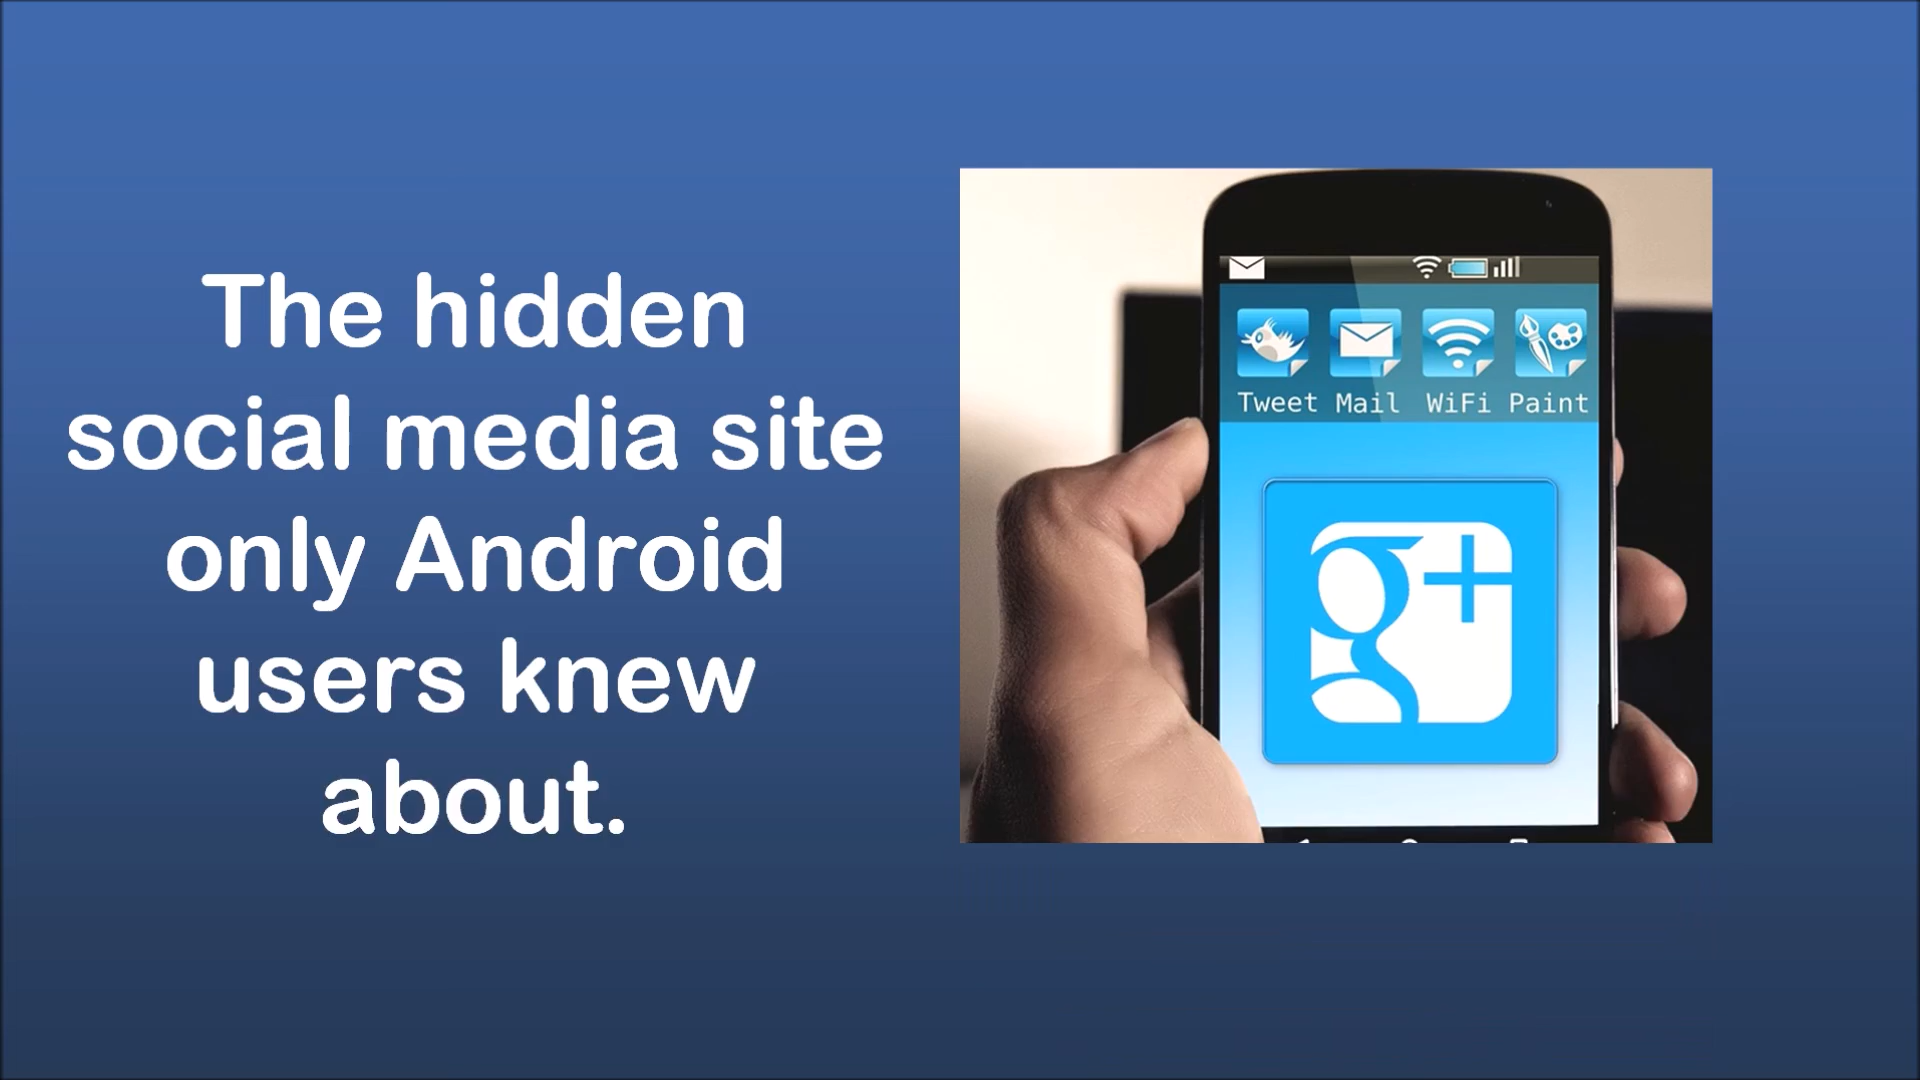 The hidden
social media site
only Android
users knew
about.
Tweet Mail WiFi Paint
g+